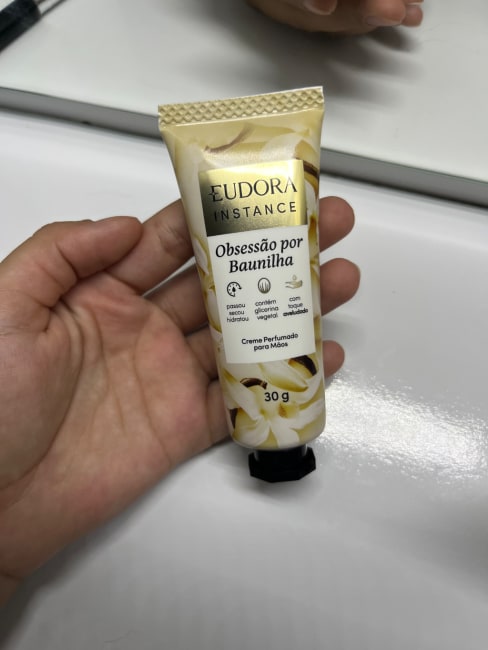 EUDORA
INSTANCE
Obsessão por
Baunilha
passou
secou
hidratou
contém
glicerina
vegetal
com
toque
aveludado
Creme Perfumado
para Mãos
30 g